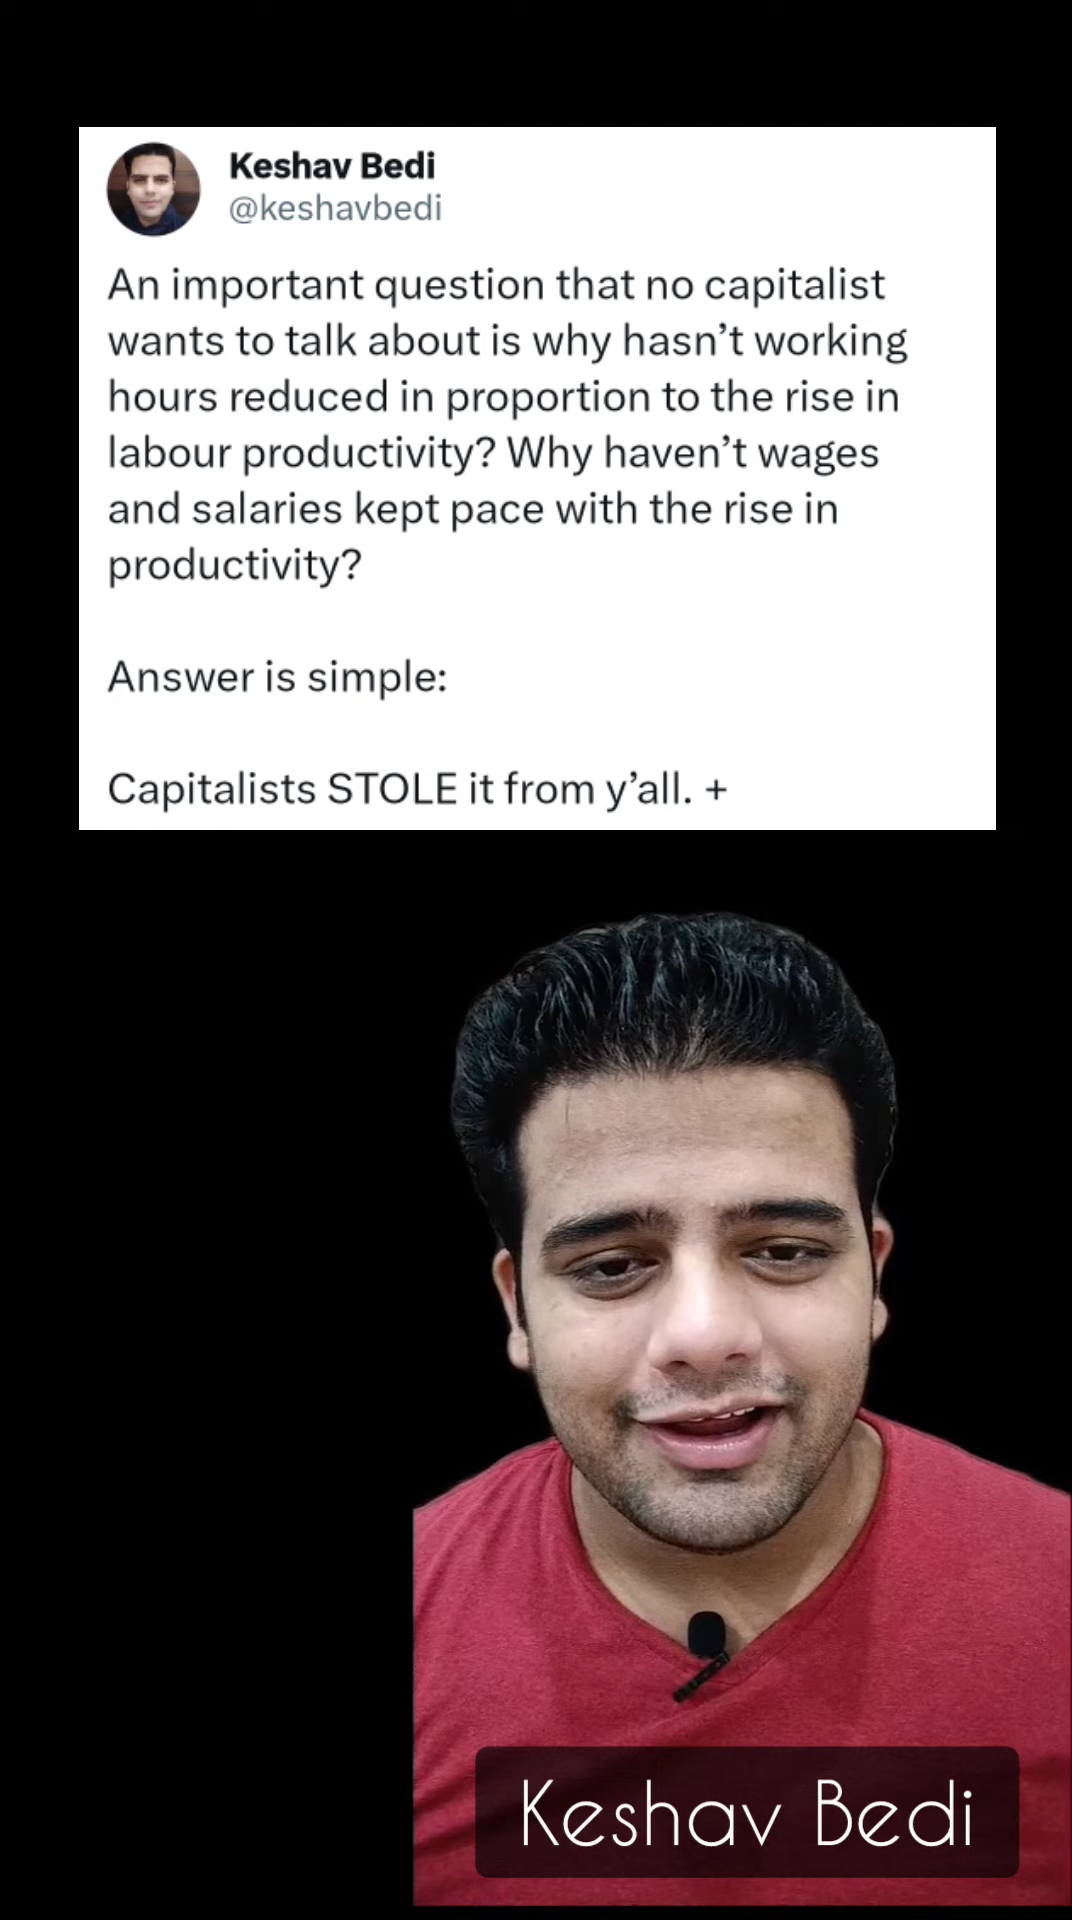 Keshav Bedi
@keshavbedi
An important question that no capitalist
wants to talk about is why hasn’t working
hours reduced in proportion to the rise in
labour productivity? Why haven’t wages
and salaries kept pace with the rise in
productivity?
Answer is simple:
Capitalists STOLE it from y’all. +
Keshav Bedi